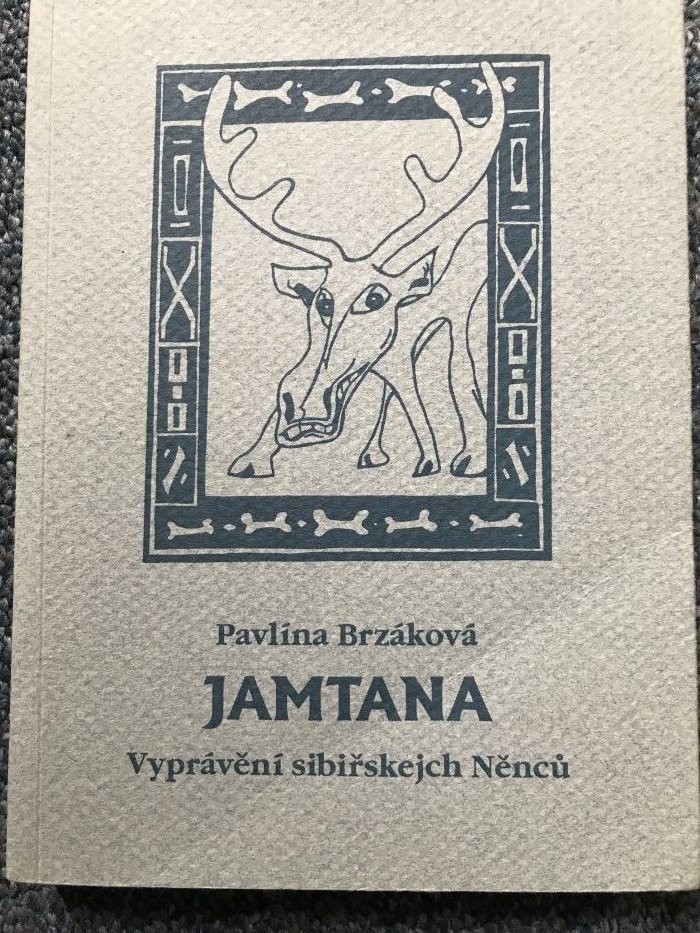 Pavlína Brzáková
JAMTANA
Vyprávění sibiřskejch Něnců